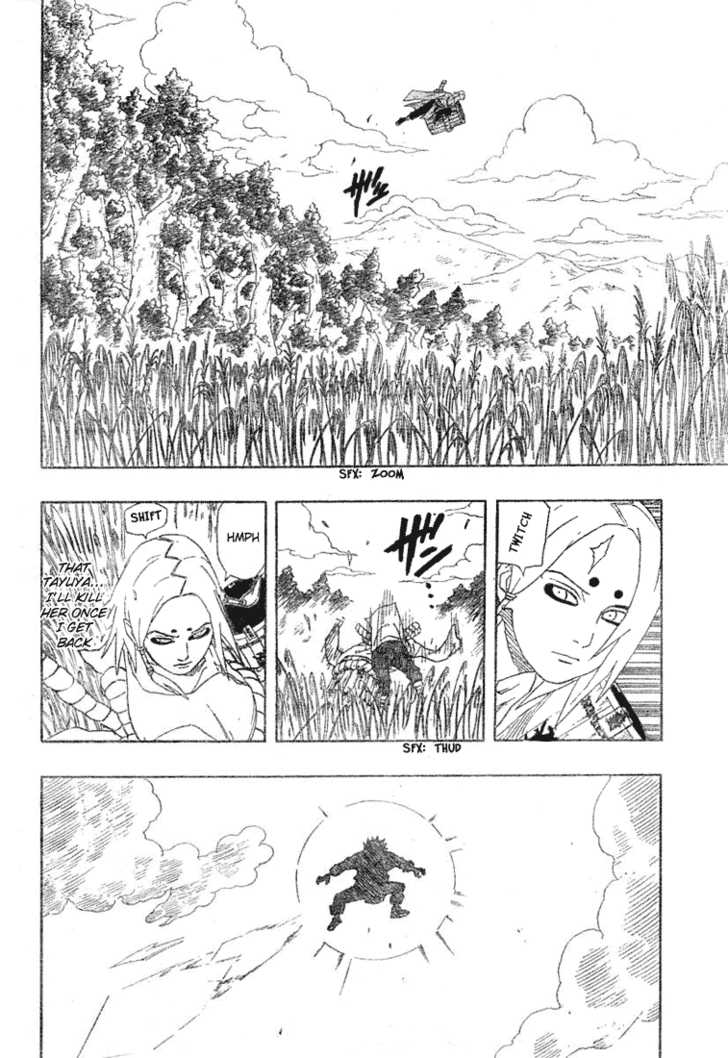 SFX: ZOOM
TWITCH
SFX: THUD
HMPH
SHIFT
THAT
TAYUYA...
I'LL KILL
HER ONCE
I GET
BACK